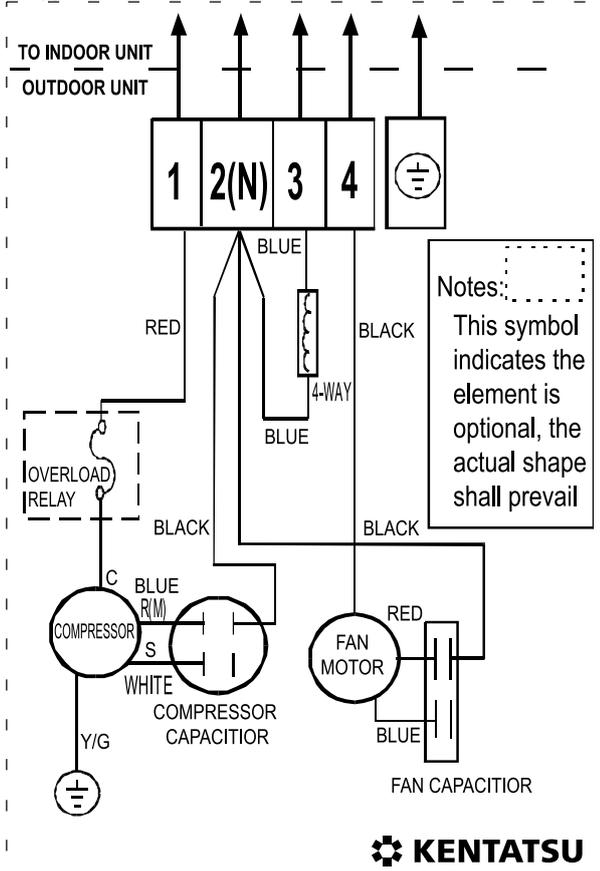 TO INDOOR UNIT
OUTDOOR UNIT
1 2(N) 3 4
BLUE
RED
BLACK
4-WAY
BLUE
Notes:
This symbol
indicates the
element is
optional, the
actual shape
shall prevail
OVERLOAD
RELAY
BLACK
BLACK
C
BLUE
R(M)
COMPRESSOR
S
WHITE
COMPRESSOR
CAPACITIOR
Y/G
RED
FAN
MOTOR
BLUE
FAN CAPACITIOR
KENTATSU